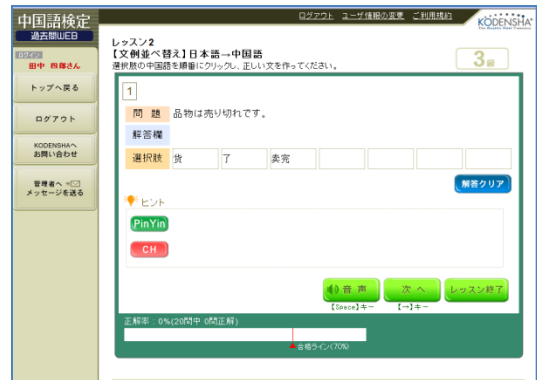 中国語検定
過去問WEB
ログアウト ユーザ情報の変更 ご利用規約
KODENSHA
ログイン
田中 四郎さん
トップへ戻る
ログアウト
KODENSHAへ
お問い合わせ
管理者へ
メッセージを送る
レッスン2
【文例並べ替え】日本語→中国語
選択肢の中国語を順番にクリックし、正しい文を作ってください。
3級
1
問 題 品物は売り切れです。
解答欄
選択肢 货 了 卖完
解答クリア
ヒント
PinYin
CH
音 声 次 へ レッスン終了
【Space】キー 【→】キー
正解率:0%(20問中 0問正解)
合格ライン(70%)